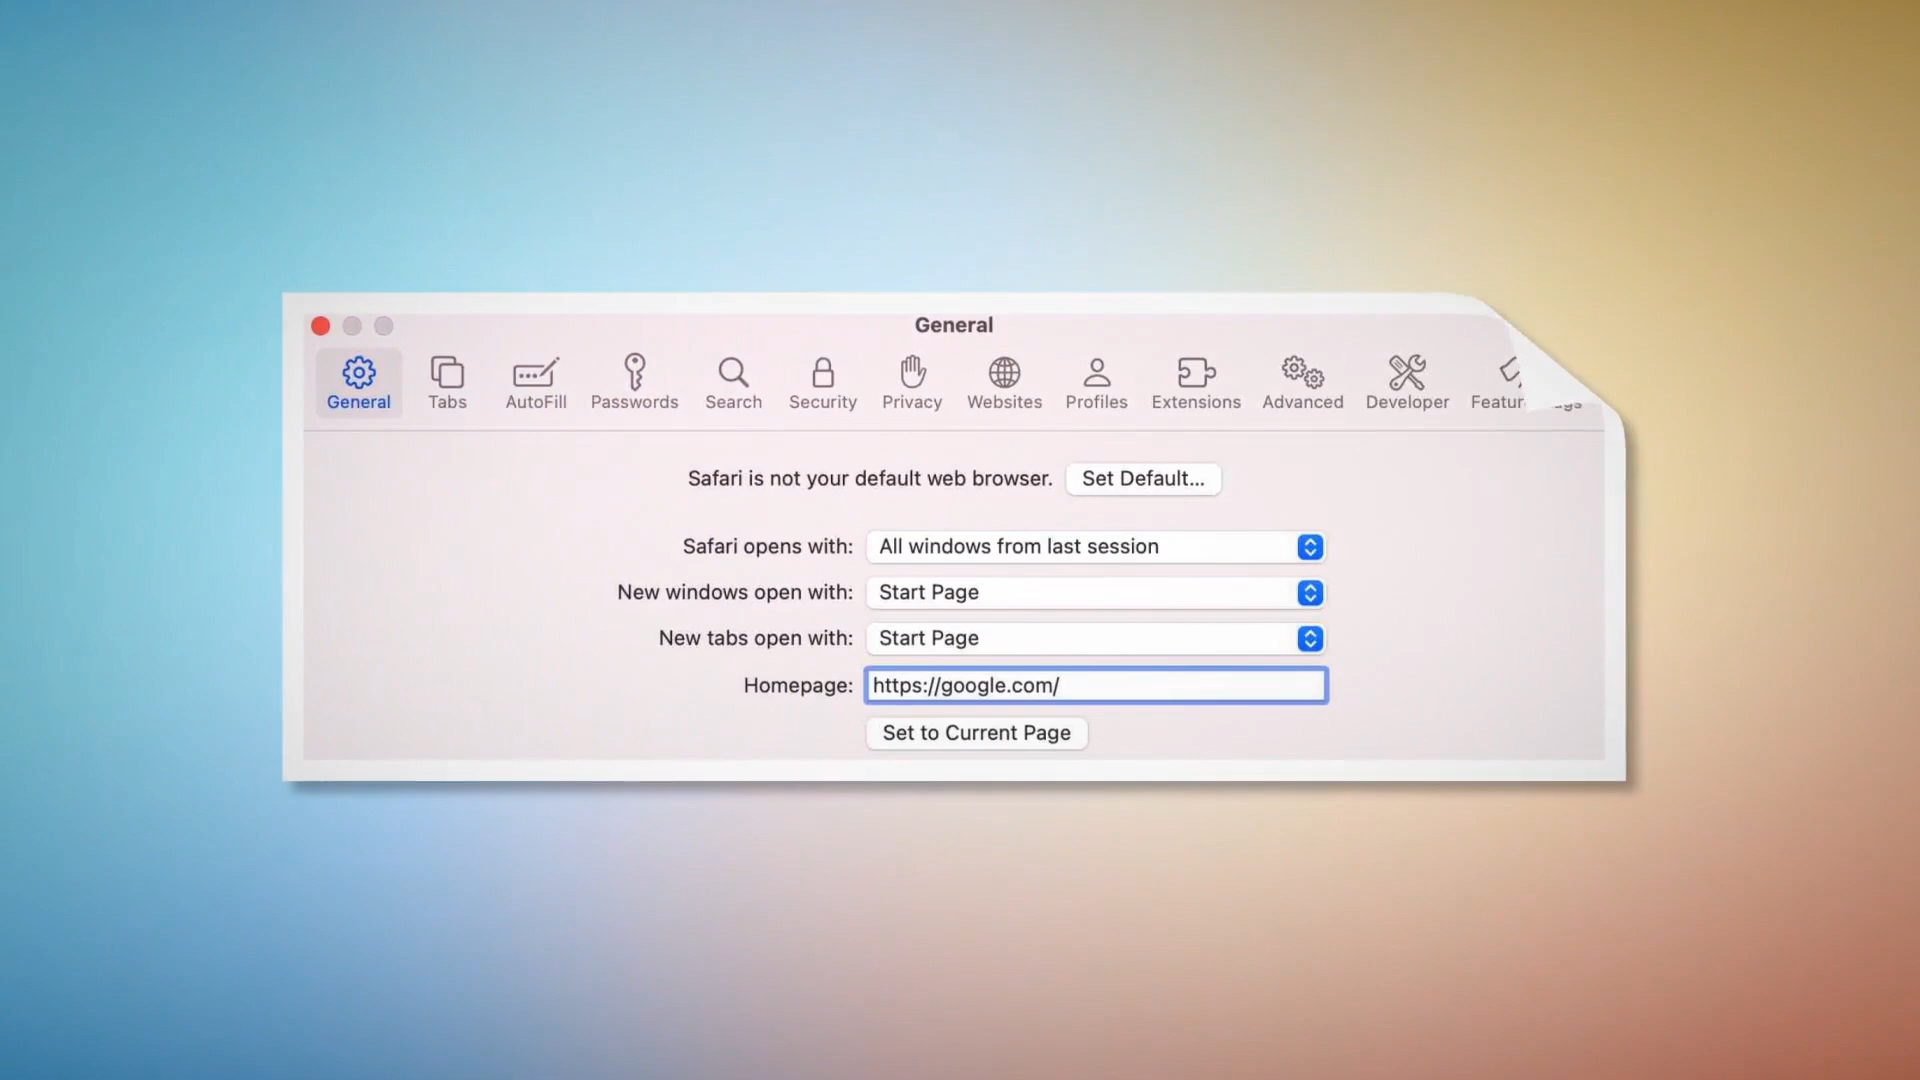 General
General Tabs AutoFill Passwords Search Security Privacy Websites Profiles Extensions Advanced Developer
Safari is not your default web browser. Set Default...
Safari opens with: All windows from last session
New windows open with: Start Page
New tabs open with: Start Page
Homepage: https://google.com/
Set to Current Page